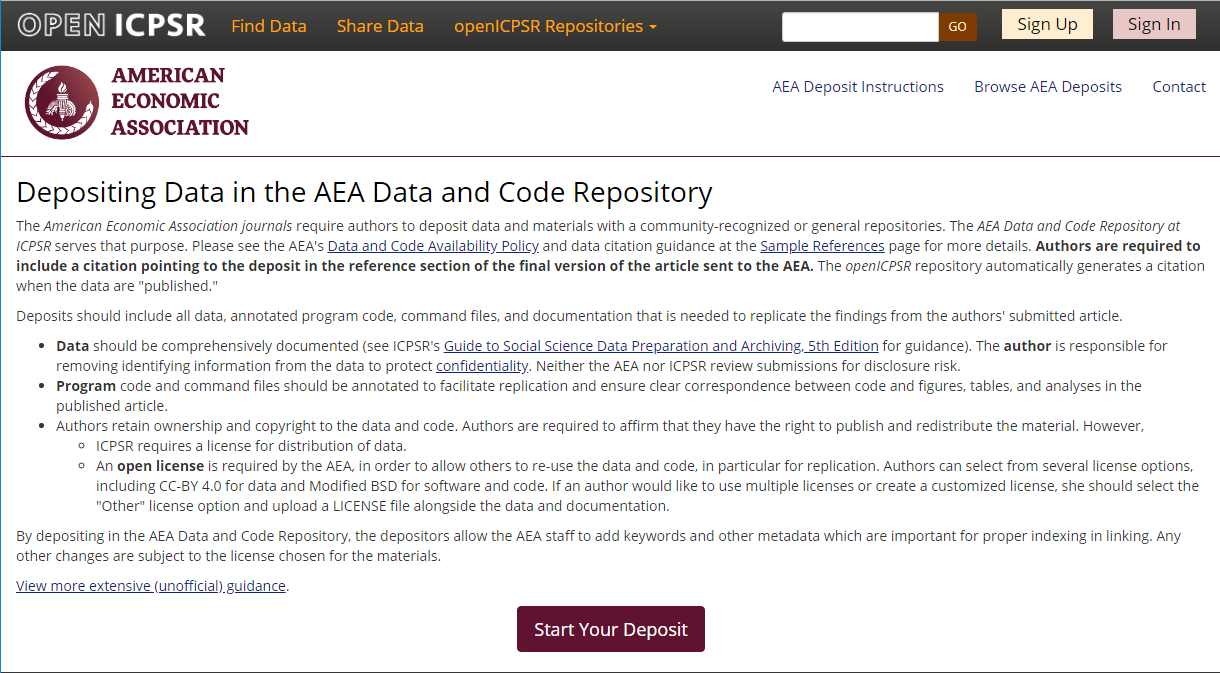 OPEN ICPSR Find Data Share Data openICPSR Repositories GO Sign Up Sign In
AMERICAN
ECONOMIC
ASSOCIATION
AEA Deposit Instructions Browse AEA Deposits Contact
Depositing Data in the AEA Data and Code Repository
The American Economic Association journals require authors to deposit data and materials with a community-recognized or general repositories. The AEA Data and Code Repository at
ICPSR serves that purpose. Please see the AEA's Data and Code Availability Policy and data citation guidance at the Sample References page for more details. Authors are required to
include a citation pointing to the deposit in the reference section of the final version of the article sent to the AEA. The openICPSR repository automatically generates a citation
when the data are "published."
Deposits should include all data, annotated program code, command files, and documentation that is needed to replicate the findings from the authors' submitted article.
• Data should be comprehensively documented (see ICPSR's Guide to Social Science Data Preparation and Archiving, 5th Edition for guidance). The author is responsible for
removing identifying information from the data to protect confidentiality. Neither the AEA nor ICPSR review submissions for disclosure risk.
• Program code and command files should be annotated to facilitate replication and ensure clear correspondence between code and figures, tables, and analyses in the
published article.
• Authors retain ownership and copyright to the data and code. Authors are required to affirm that they have the right to publish and redistribute the material. However,
◦ ICPSR requires a license for distribution of data.
◦ An open license is required by the AEA, in order to allow others to re-use the data and code, in particular for replication. Authors can select from several license options,
including CC-BY 4.0 for data and Modified BSD for software and code. If an author would like to use multiple licenses or create a customized license, she should select the
"Other" license option and upload a LICENSE file alongside the data and documentation.
By depositing in the AEA Data and Code Repository, the depositors allow the AEA staff to add keywords and other metadata which are important for proper indexing in linking. Any
other changes are subject to the license chosen for the materials.
View more extensive (unofficial) guidance.
Start Your Deposit